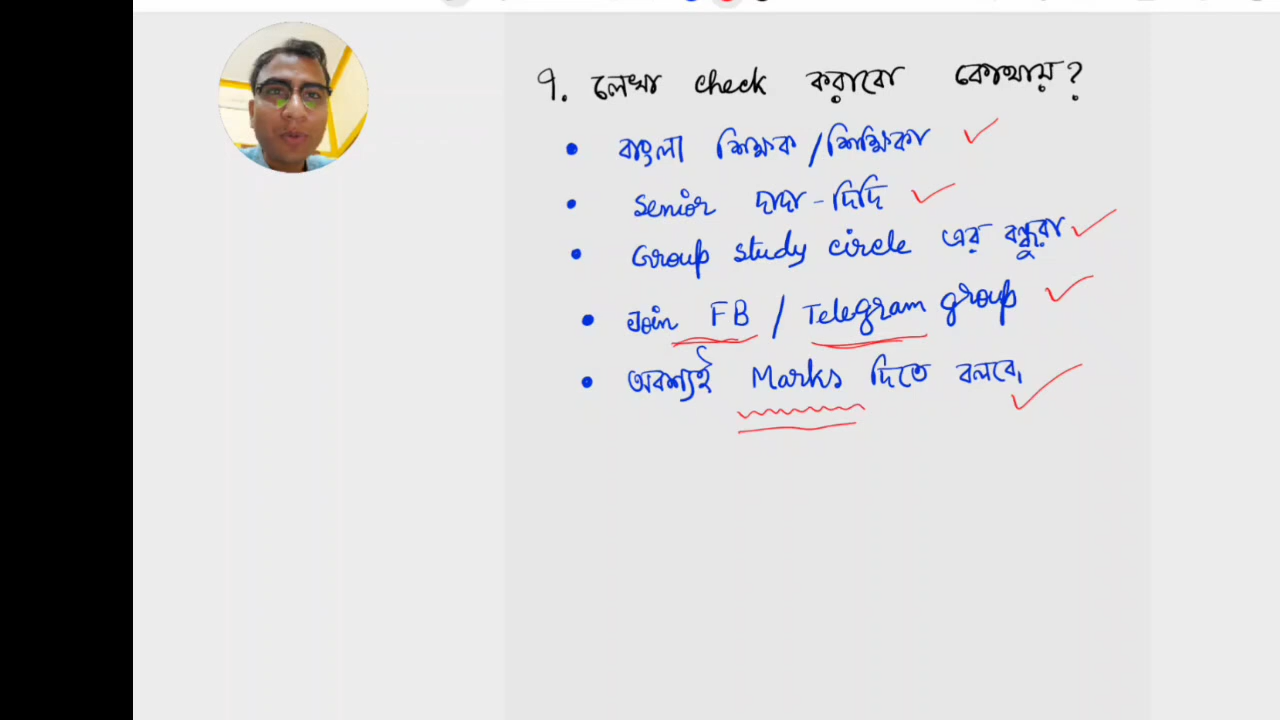 ৭. লেখা check করাবো কোথায়?
• বাংলা শিক্ষক / শিক্ষিকা ✓
• Senior দাদা - দিদি ✓
• Group study circle এর বন্ধুরা ✓
• Join FB / Telegram group ✓
• অবশ্যই Marks দিতে বলবে। ✓